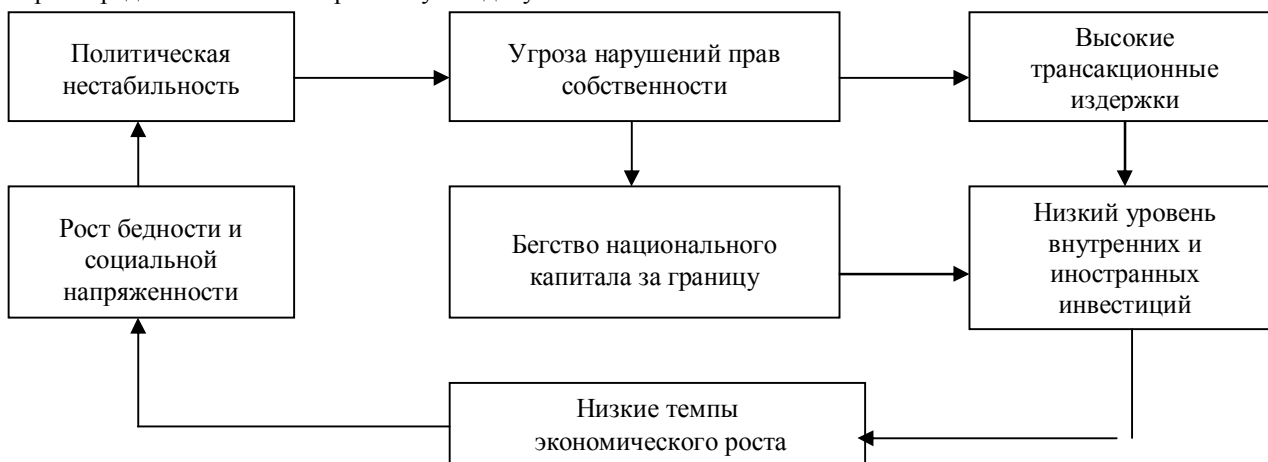 Политическая
нестабильность
Угроза нарушений прав
собственности
Высокие
трансакционные
издержки
Рост бедности и
социальной
напряженности
Бегство национального
капитала за границу
Низкий уровень
внутренних и
иностранных
инвестиций
Низкие темпы
экономического роста